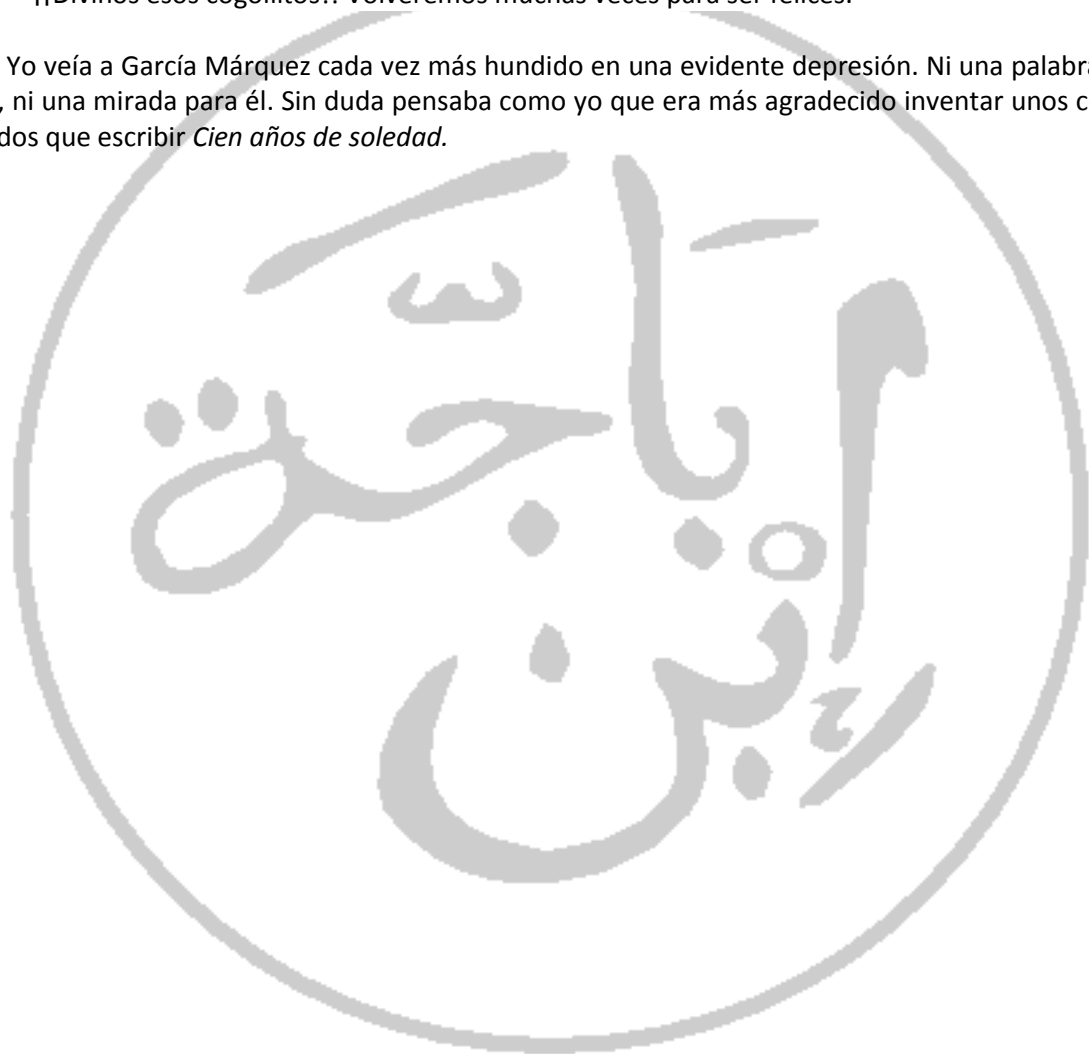 ¡¡Divinos esos cogollitos!! Volveremos muchas veces para ser felices.
Yo veía a García Márquez cada vez más hundido en una evidente depresión. Ni una palabra
, ni una mirada para él. Sin duda pensaba como yo que era más agradecido inventar unos c
dos que escribir Cien años de soledad.
إِبْن بَاجَّة